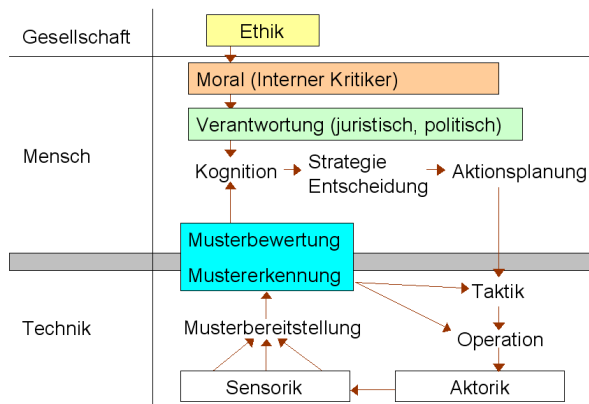 Gesellschaft
Ethik
Moral (Interner Kritiker)
Verantwortung (juristisch, politisch)
Mensch
Kognition
Strategie
Entscheidung
Aktionsplanung
Musterbewertung
Mustererkennung
Taktik
Technik
Musterbereitstellung
Operation
Sensorik
Aktorik